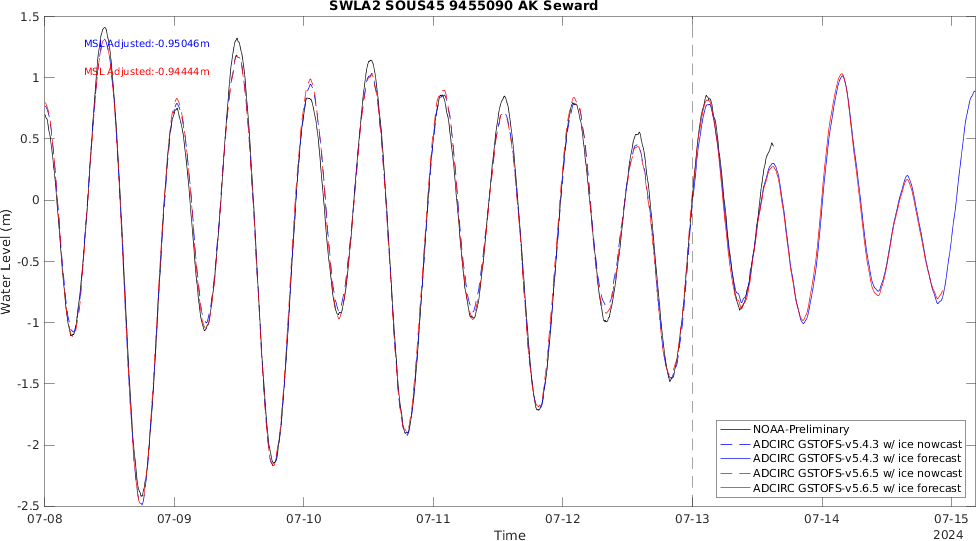 SWLA2 SOUS45 9455090 AK Seward
MSL Adjusted:-0.95046m
MSL Adjusted:-0.94444m
Water Level (m)
1.5
1
0.5
0
-0.5
-1
-1.5
-2
-2.5
NOAA-Preliminary
ADCIRC GSTOFS-v5.4.3 w/ ice nowcast
ADCIRC GSTOFS-v5.4.3 w/ ice forecast
ADCIRC GSTOFS-v5.6.5 w/ ice nowcast
ADCIRC GSTOFS-v5.6.5 w/ ice forecast
07-08 07-09 07-10 07-11 07-12 07-13 07-14 07-15
Time
2024